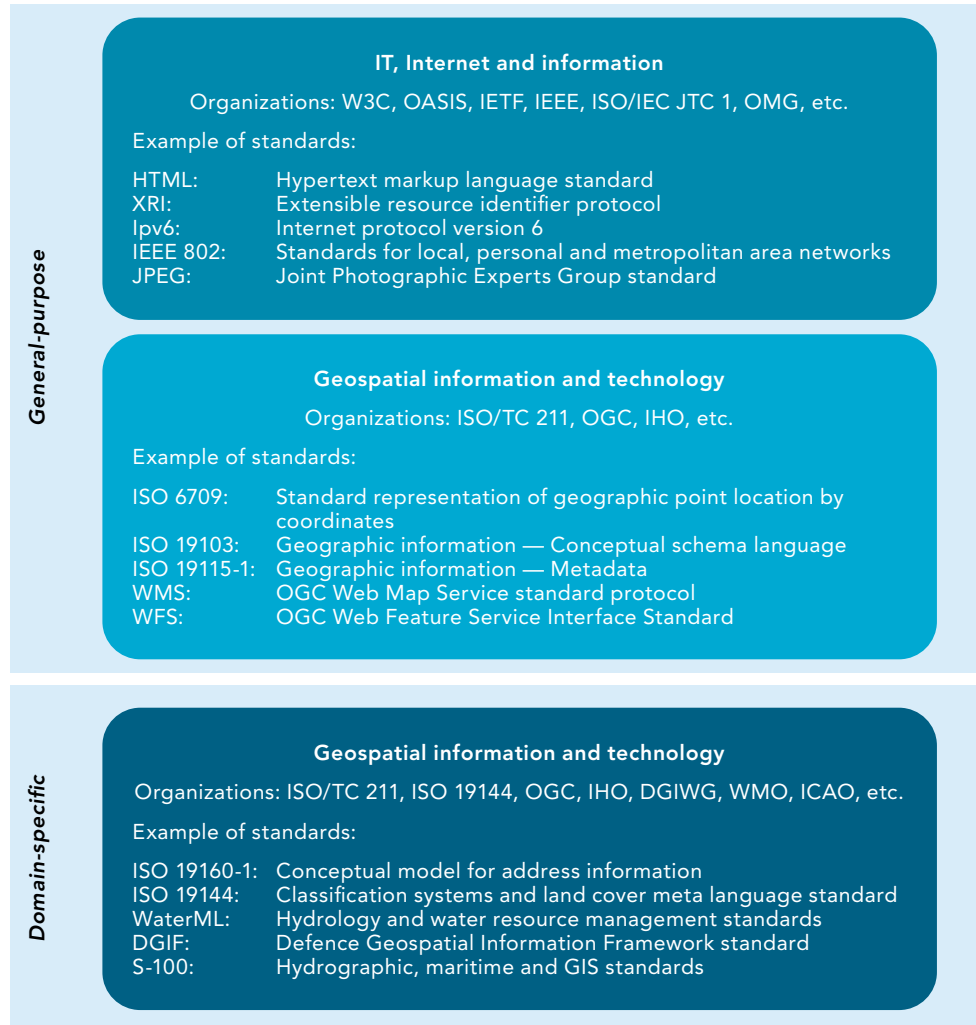 General-purpose
IT, Internet and information
Organizations: W3C, OASIS, IETF, IEEE, ISO/IEC JTC 1, OMG, etc.
Example of standards:
HTML: Hypertext markup language standard
XRI: Extensible resource identifier protocol
Ipv6: Internet protocol version 6
IEEE 802: Standards for local, personal and metropolitan area networks
JPEG: Joint Photographic Experts Group standard
Geospatial information and technology
Organizations: ISO/TC 211, OGC, IHO, etc.
Example of standards:
ISO 6709: Standard representation of geographic point location by
coordinates
ISO 19103: Geographic information — Conceptual schema language
ISO 19115-1: Geographic information — Metadata
WMS: OGC Web Map Service standard protocol
WFS: OGC Web Feature Service Interface Standard
Domain-specific
Geospatial information and technology
Organizations: ISO/TC 211, ISO 19144, OGC, IHO, DGIWG, WMO, ICAO, etc.
Example of standards:
ISO 19160-1: Conceptual model for address information
ISO 19144: Classification systems and land cover meta language standard
WaterML: Hydrology and water resource management standards
DGIF: Defence Geospatial Information Framework standard
S-100: Hydrographic, maritime and GIS standards